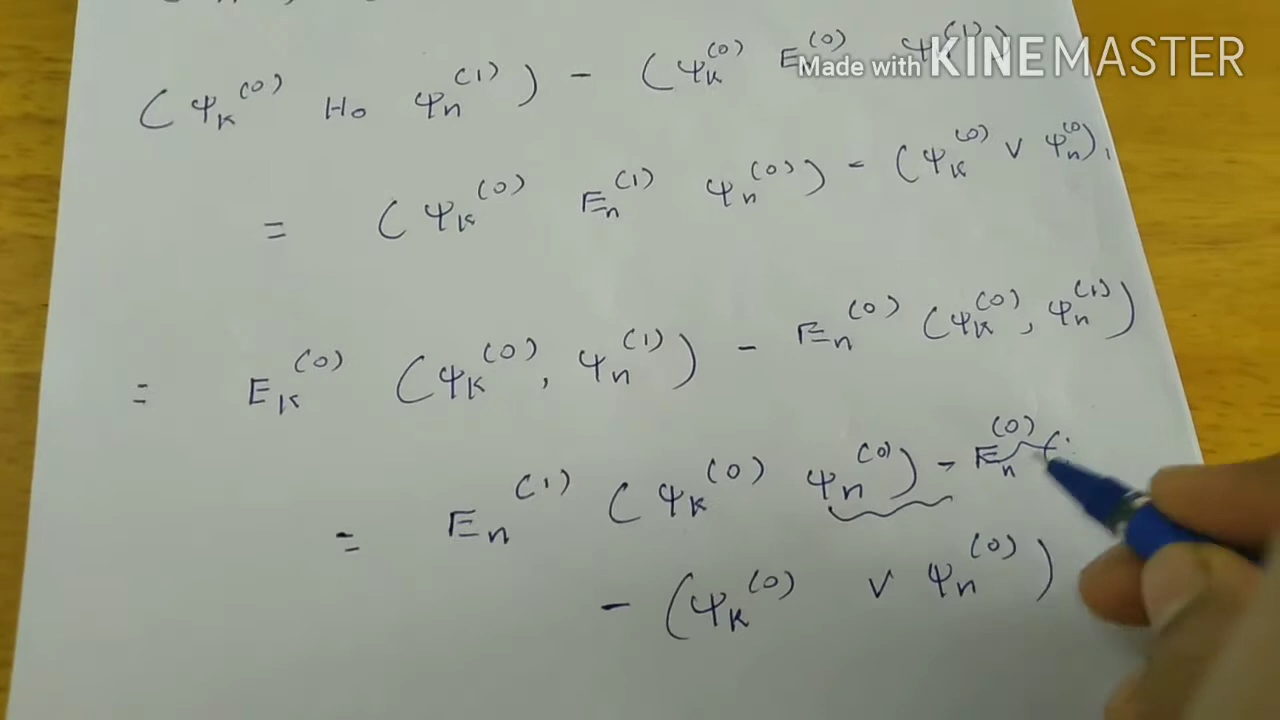 (Ψk^(0) H0 Ψn^(1)) - (Ψk^(0) En^(0) Ψn^(1))
Made with KINEMASTER
= (Ψk^(0) En^(1) Ψn^(0)) - (Ψk^(0) V Ψn^(0)),
= Ek^(0) (Ψk^(0), Ψn^(1)) - En^(0) (Ψk^(0), Ψn^(1))
= En^(1) (Ψk^(0) Ψn^(0)) - En^(0) (
- (Ψk^(0) V Ψn^(0))